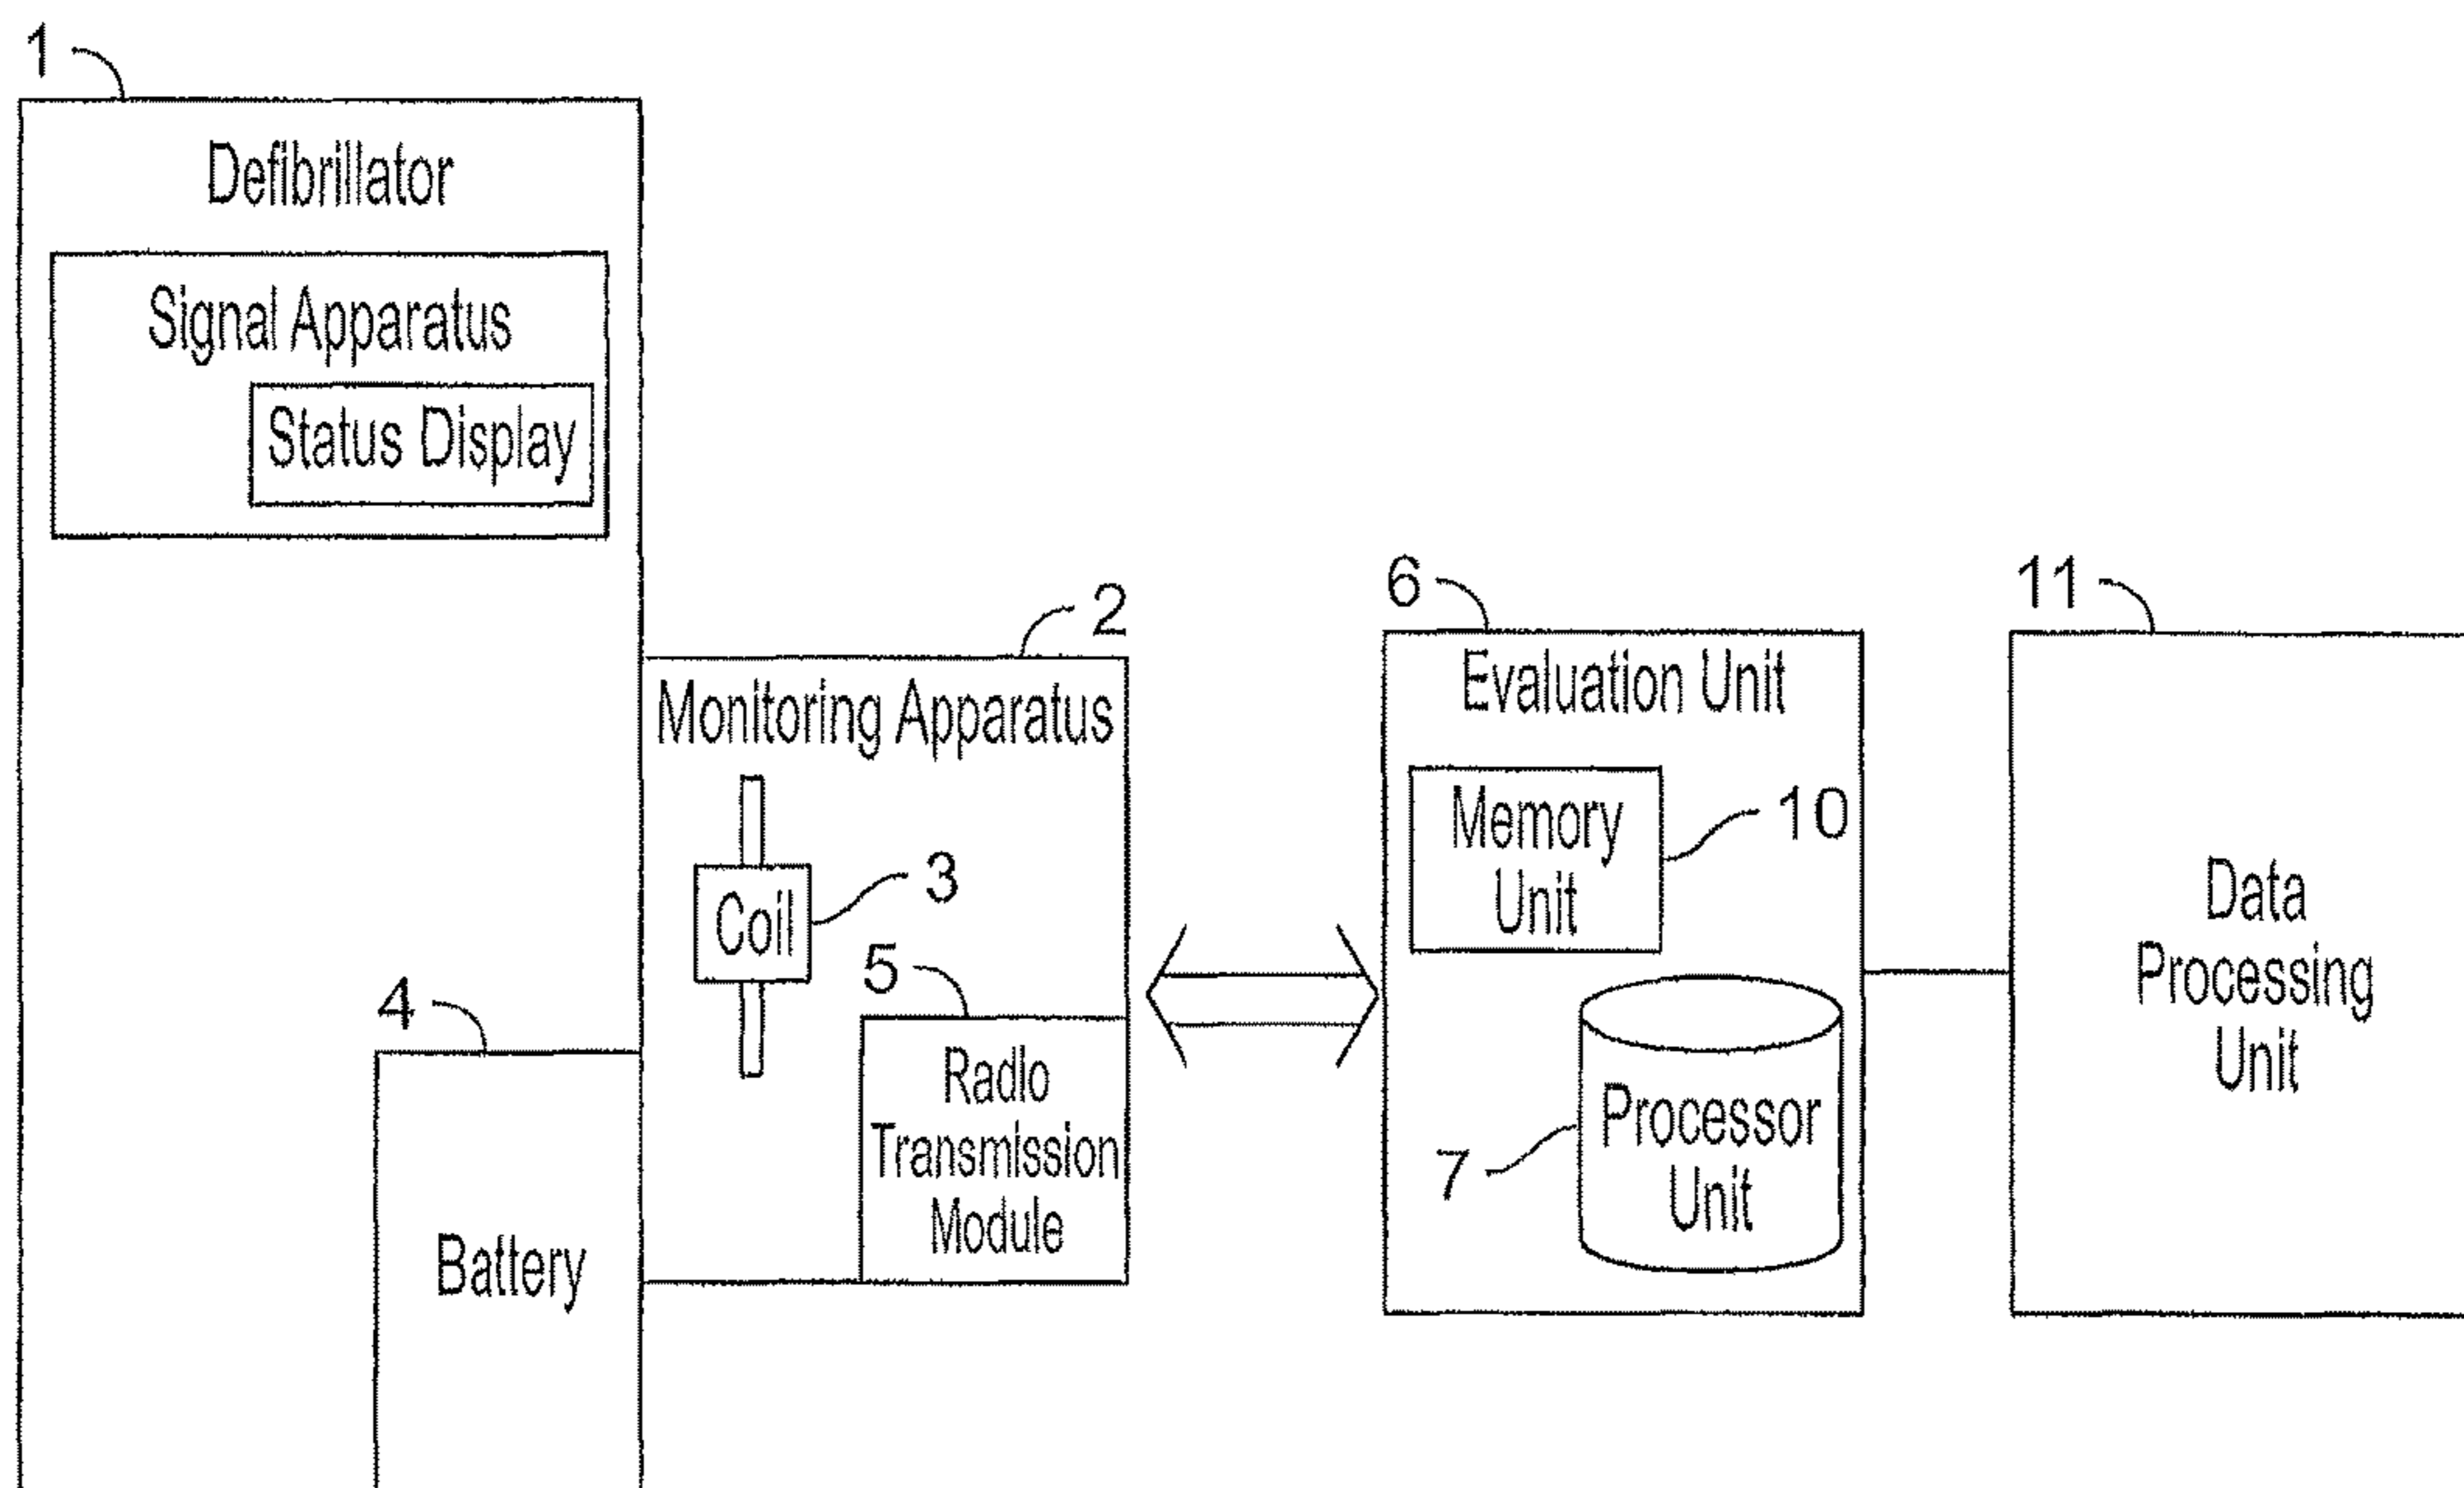 1
Defibrillator
Signal Apparatus
Status Display
2
Monitoring Apparatus
Coil
3
4
Battery
5
Radio
Transmission
Module
6
Evaluation Unit
Memory
Unit
10
7
Processor
Unit
11
Data
Processing
Unit